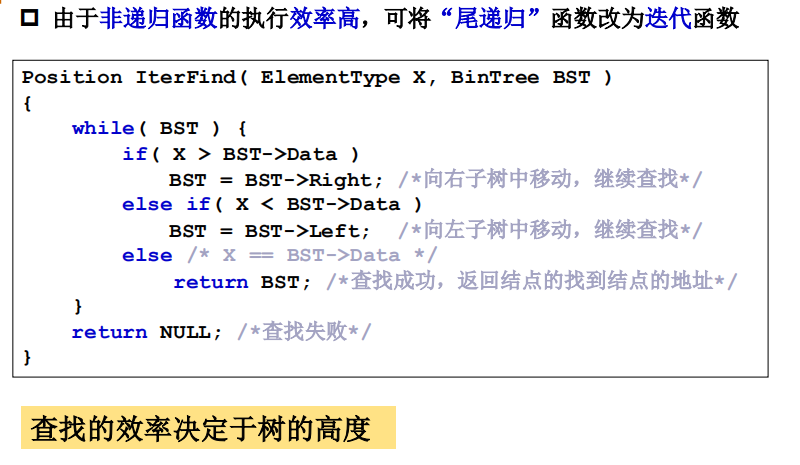 由于非递归函数的执行效率高，可将“尾递归”函数改为迭代函数
Position IterFind( ElementType X, BinTree BST )
{
    while( BST ) {
        if( X > BST->Data )
            BST = BST->Right; /*向右子树中移动，继续查找*/
        else if( X < BST->Data )
            BST = BST->Left;  /*向左子树中移动，继续查找*/
        else /* X == BST->Data */
            return BST; /*查找成功，返回结点的找到结点的地址*/
    }
    return NULL; /*查找失败*/
}
查找的效率决定于树的高度